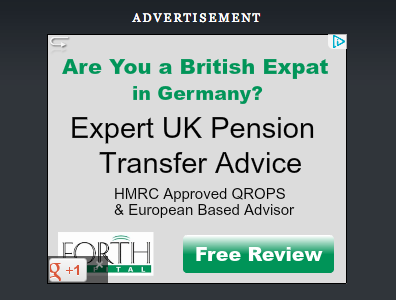 ADVERTISEMENT
Are You a British Expat
in Germany?
Expert UK Pension
Transfer Advice
HMRC Approved QROPS
& European Based Advisor
FORTH
Free Review
g +1